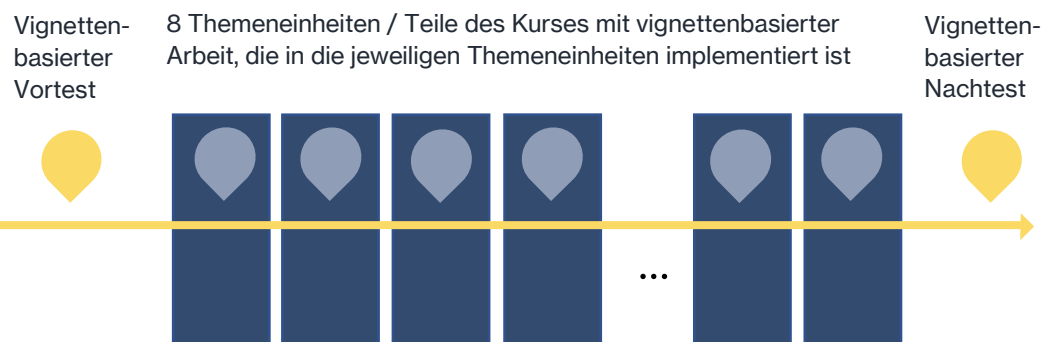 Vignetten-
basierter
Vortest
8 Themeneinheiten / Teile des Kurses mit vignettenbasierter
Arbeit, die in die jeweiligen Themeneinheiten implementiert ist
Vignetten-
basierter
Nachtest
...